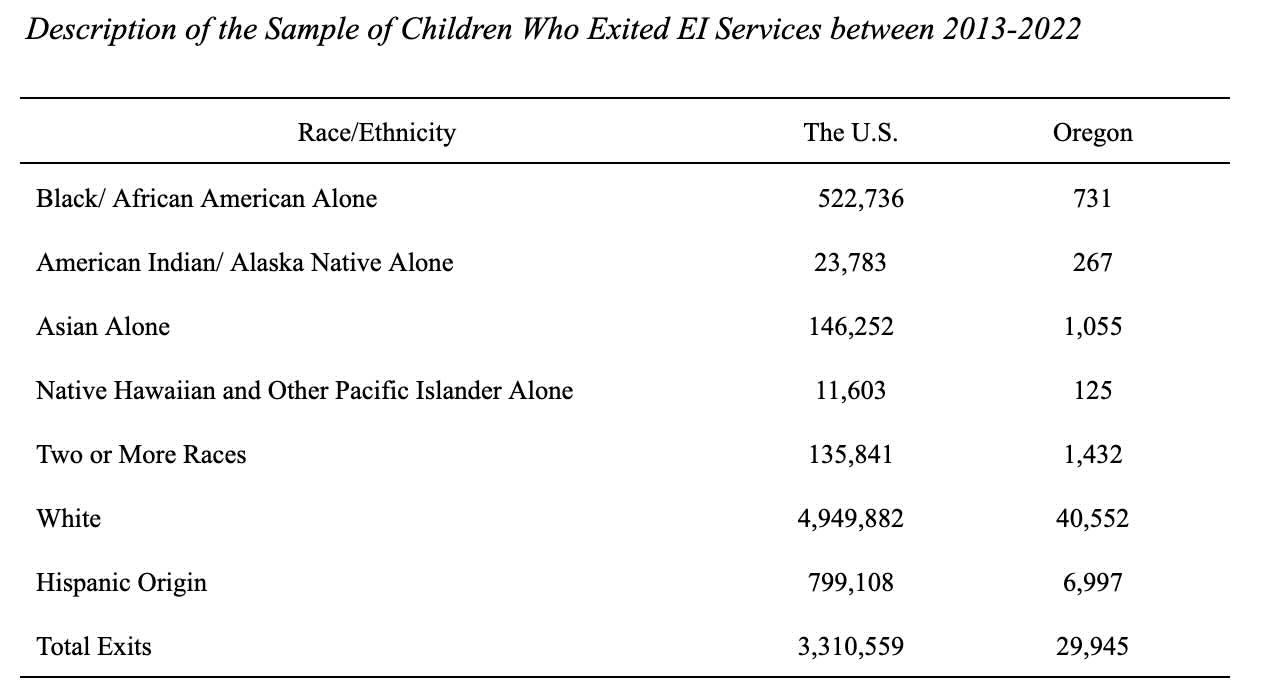 Description of the Sample of Children Who Exited EI Services between 2013-2022
Race/Ethnicity The U.S. Oregon
Black/ African American Alone 522,736 731
American Indian/ Alaska Native Alone 23,783 267
Asian Alone 146,252 1,055
Native Hawaiian and Other Pacific Islander Alone 11,603 125
Two or More Races 135,841 1,432
White 4,949,882 40,552
Hispanic Origin 799,108 6,997
Total Exits 3,310,559 29,945